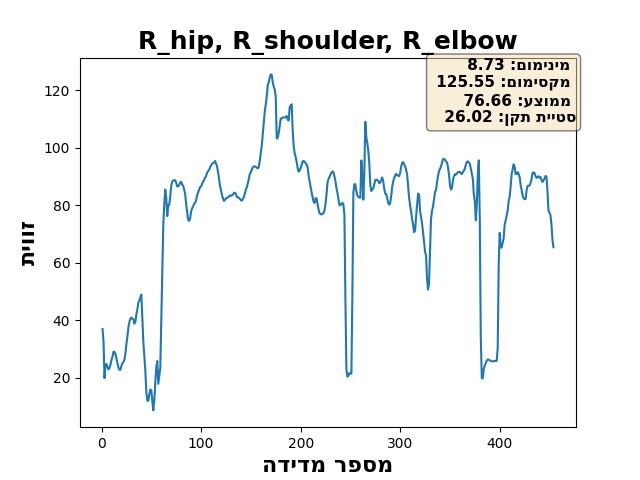 R_hip, R_shoulder, R_elbow
מינימום: 8.73
מקסימום: 125.55
ממוצע: 76.66
סטיית תקן: 26.02
זווית
120
100
80
60
40
20
0 100 200 300 400
מספר מדידה